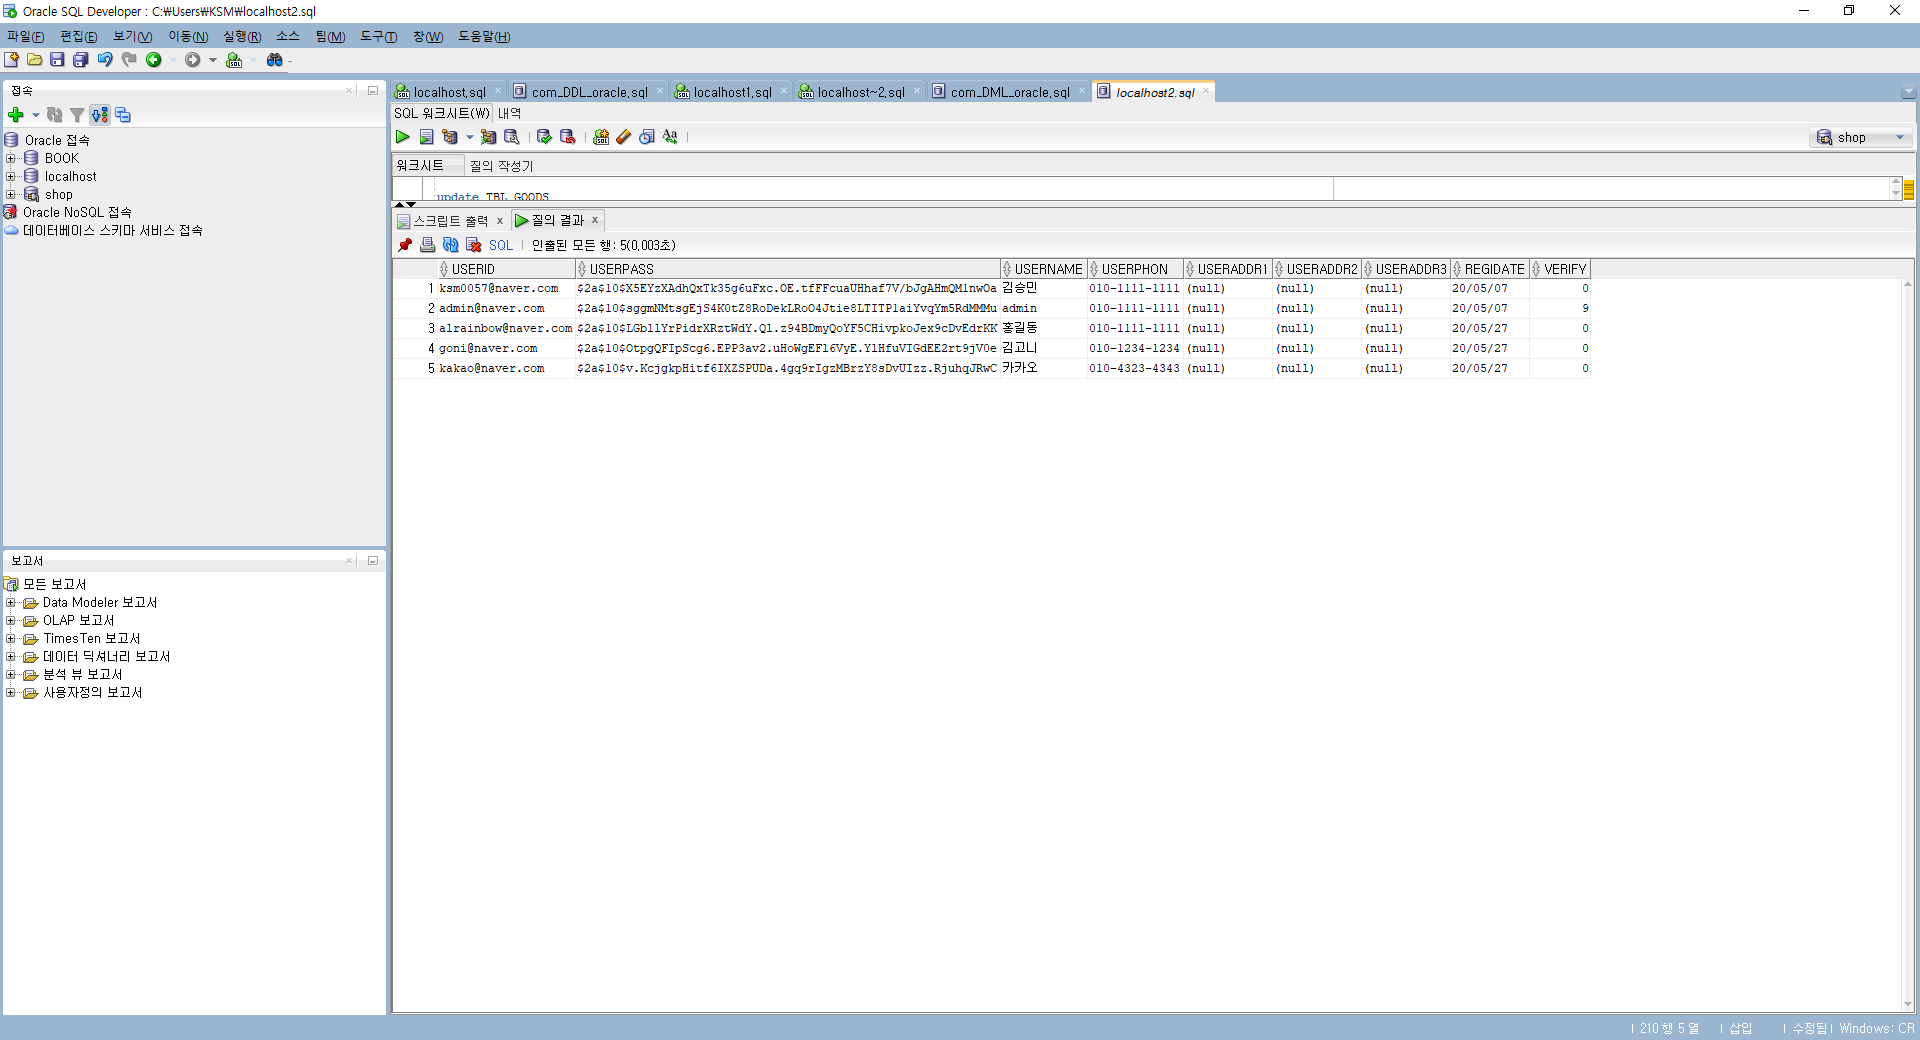 Oracle SQL Developer : C:₩Users₩KSM₩localhost2.sql
파일(F) 편집(E) 보기(V) 이동(N) 실행(R) 소스 팀(M) 도구(T) 창(W) 도움말(H)
접속
Oracle 접속
BOOK
localhost
shop
Oracle NoSQL 접속
데이터베이스 스키마 서비스 접속
보고서
모든 보고서
Data Modeler 보고서
OLAP 보고서
TimesTen 보고서
데이터 딕셔너리 보고서
분석 뷰 보고서
사용자정의 보고서
localhost.sql com_DDL_oracle.sql localhost1.sql localhost~2.sql com_DML_oracle.sql localhost2.sql
SQL 워크시트(W) 내역
shop
워크시트 질의 작성기
update TBL_GOODS
스크립트 출력 질의 결과
SQL 인출된 모든 행: 5(0.003초)
USERID USERPASS USERNAME USERPHON USERADDR1 USERADDR2 USERADDR3 REGIDATE VERIFY
1 ksm0057@naver.com $2a$10$X5EYzXAdhQxTk35g6uFxc.OE.tfFFcuaUHhaf7V/bJgAHmQMlnwOa 김승민 010-1111-1111 (null) (null) (null) 20/05/07 0
2 admin@naver.com $2a$10$sggmNMtsgEjS4K0tZ8RoDekLRoO4Jtie8LTITPlaiYvqYm5RdMMMu admin 010-1111-1111 (null) (null) (null) 20/05/07 9
3 alrainbow@naver.com $2a$10$LGbllYrPidrXRztWdY.Ql.z94BDmyQoYF5CHivpkoJex9cDvEdrKK 홍길동 010-1111-1111 (null) (null) (null) 20/05/27 0
4 goni@naver.com $2a$10$OtpgQFIpScg6.EPP3av2.uHoWgEFl6VyE.YlHfuVIGdEE2rt9jV0e 김고니 010-1234-1234 (null) (null) (null) 20/05/27 0
5 kakao@naver.com $2a$10$v.KcjgkpHitf6IXZSPUDa.4gq9rIgzMBrzY8sDvUIzz.RjuhqJRwC 카카오 010-4323-4343 (null) (null) (null) 20/05/27 0
210 행 5 열 삽입 수정됨 Windows: CR